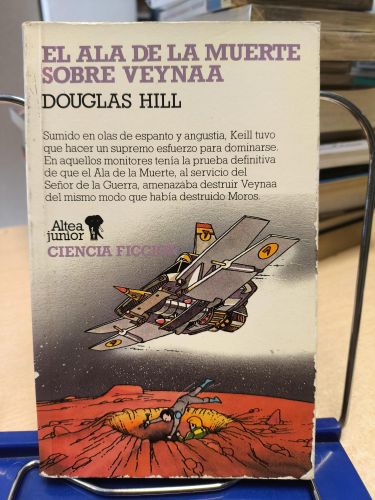 EL ALA DE LA MUERTE
SOBRE VEYNAA
DOUGLAS HILL
Sumido en olas de espanto y angustia, Keill tuvo
que hacer un supremo esfuerzo para dominarse.
En aquellos monitores tenía la prueba definitiva
de que el Ala de la Muerte, al servicio del
Señor de la Guerra, amenazaba destruir Veynaa
del mismo modo que había destruido Moros.
Altea
junior
CIENCIA FICCIÓN